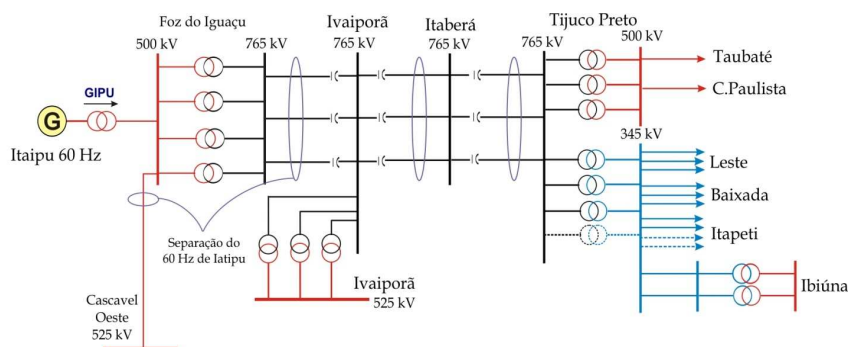 Foz do Iguaçu
500 kV
765 kV
Ivaiporã
765 kV
Itaberá
765 kV
Tijuco Preto
765 kV
500 kV
Taubaté
C.Paulista
GIPU
G
Itaipu 60 Hz
345 kV
Leste
Baixada
Itapeti
Separação do
60 Hz de Iatipu
Ivaiporã
525 kV
Ibiúna
Cascavel
Oeste
525 kV